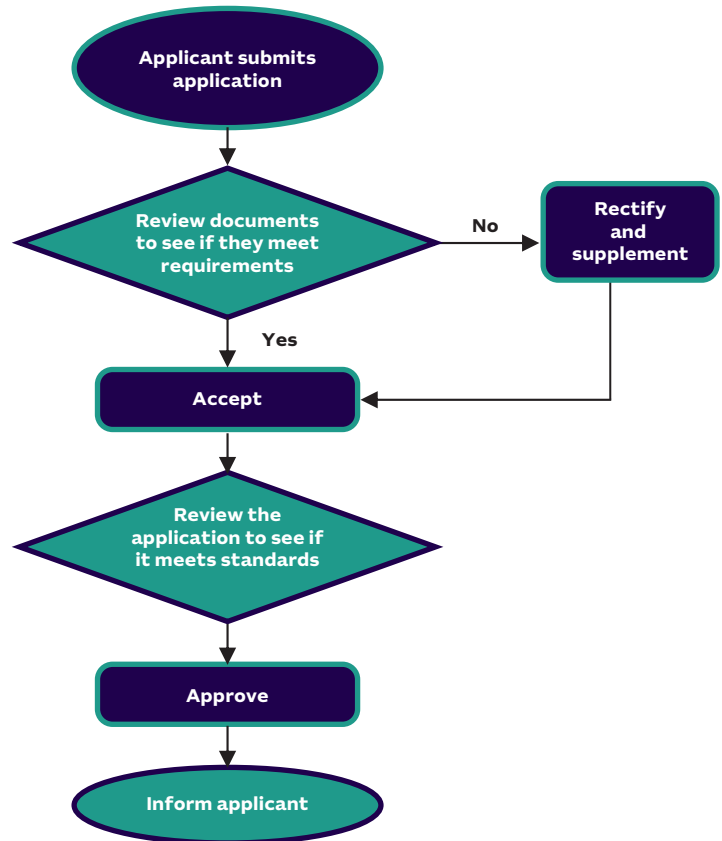 Applicant submits
application
Review documents
to see if they meet
requirements
No
Rectify
and
supplement
Yes
Accept
Review the
application to see if
it meets standards
Approve
Inform applicant